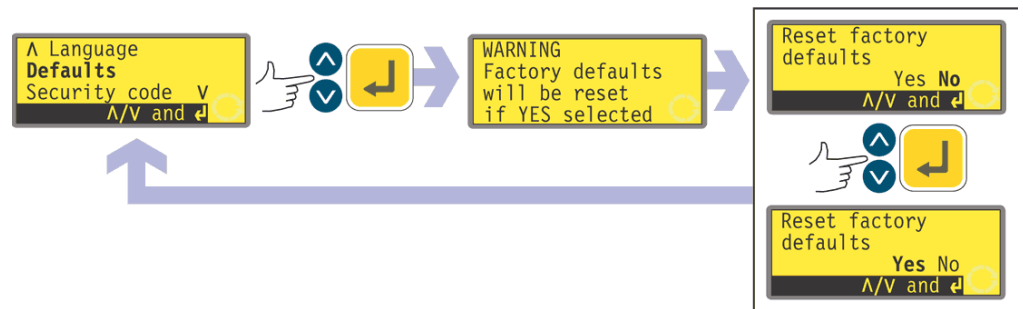 Λ Language
Defaults
Security code V
Λ/V and ↵
WARNING
Factory defaults
will be reset
if YES selected
Reset factory
defaults
Yes No
Λ/V and ↵
Reset factory
defaults
Yes No
Λ/V and ↵